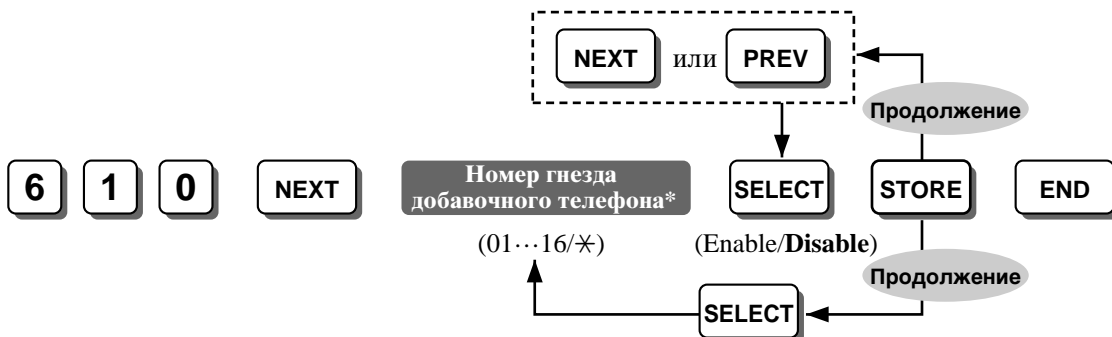 NEXT или PREV
Продолжение
6 1 0 NEXT Номер гнезда добавочного телефона* SELECT STORE END
(01···16/✳) (Enable/Disable)
Продолжение
SELECT